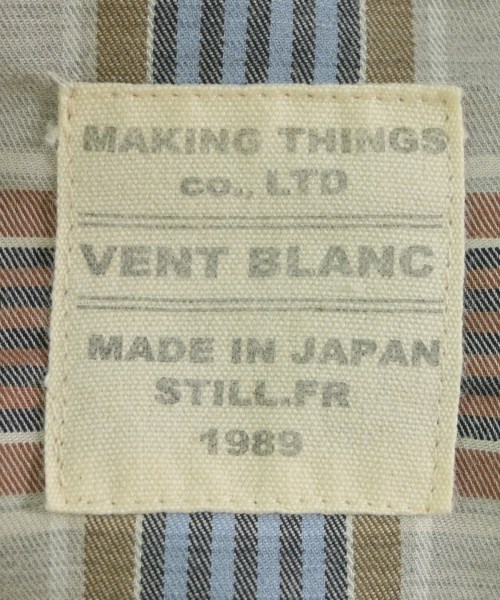 MAKING THINGS
co., LTD
VENT BLANC
MADE IN JAPAN
STILL.FR
1989